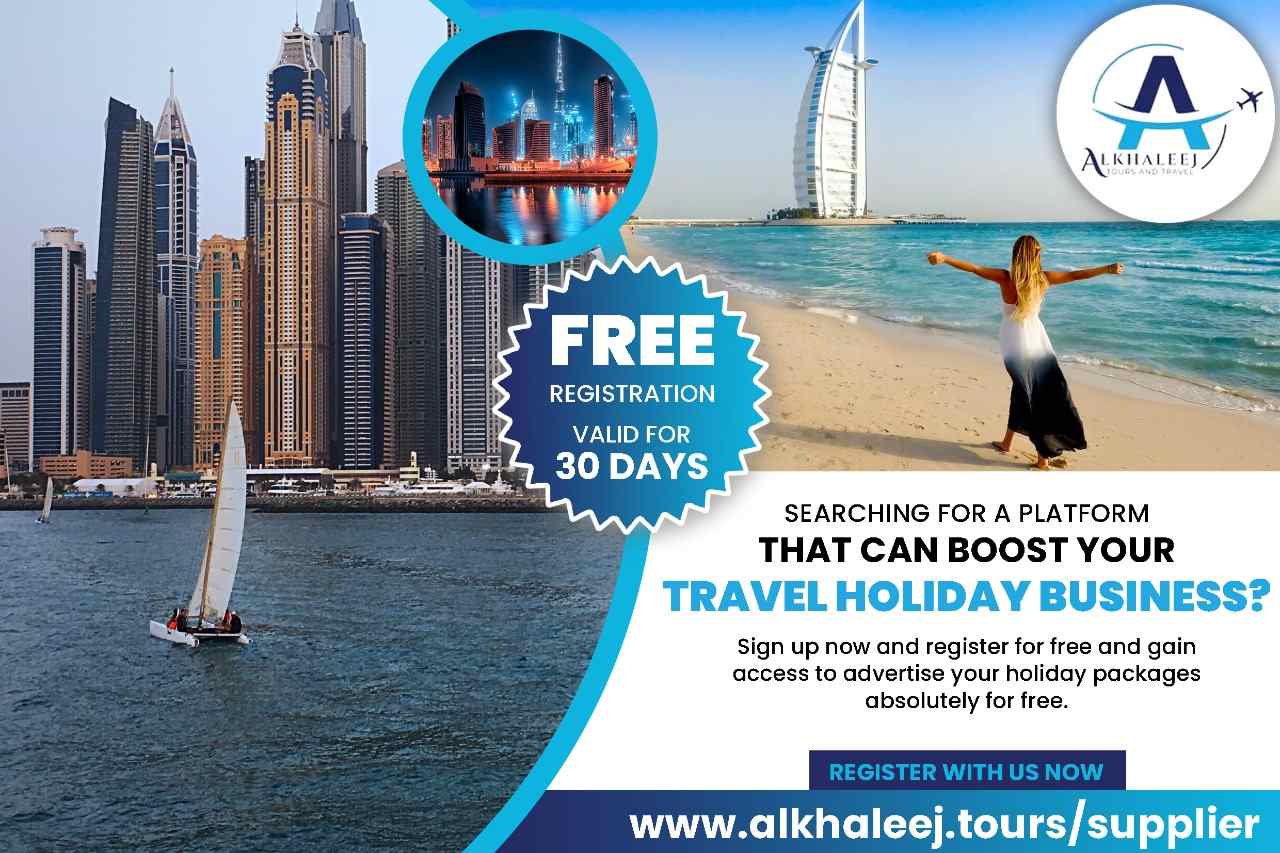 ALKHALEEJ
TOURS AND TRAVEL
FREE
REGISTRATION
VALID FOR
30 DAYS
SEARCHING FOR A PLATFORM
THAT CAN BOOST YOUR
TRAVEL HOLIDAY BUSINESS?
Sign up now and register for free and gain
access to advertise your holiday packages
absolutely for free.
REGISTER WITH US NOW
www.alkhaleej.tours/supplier